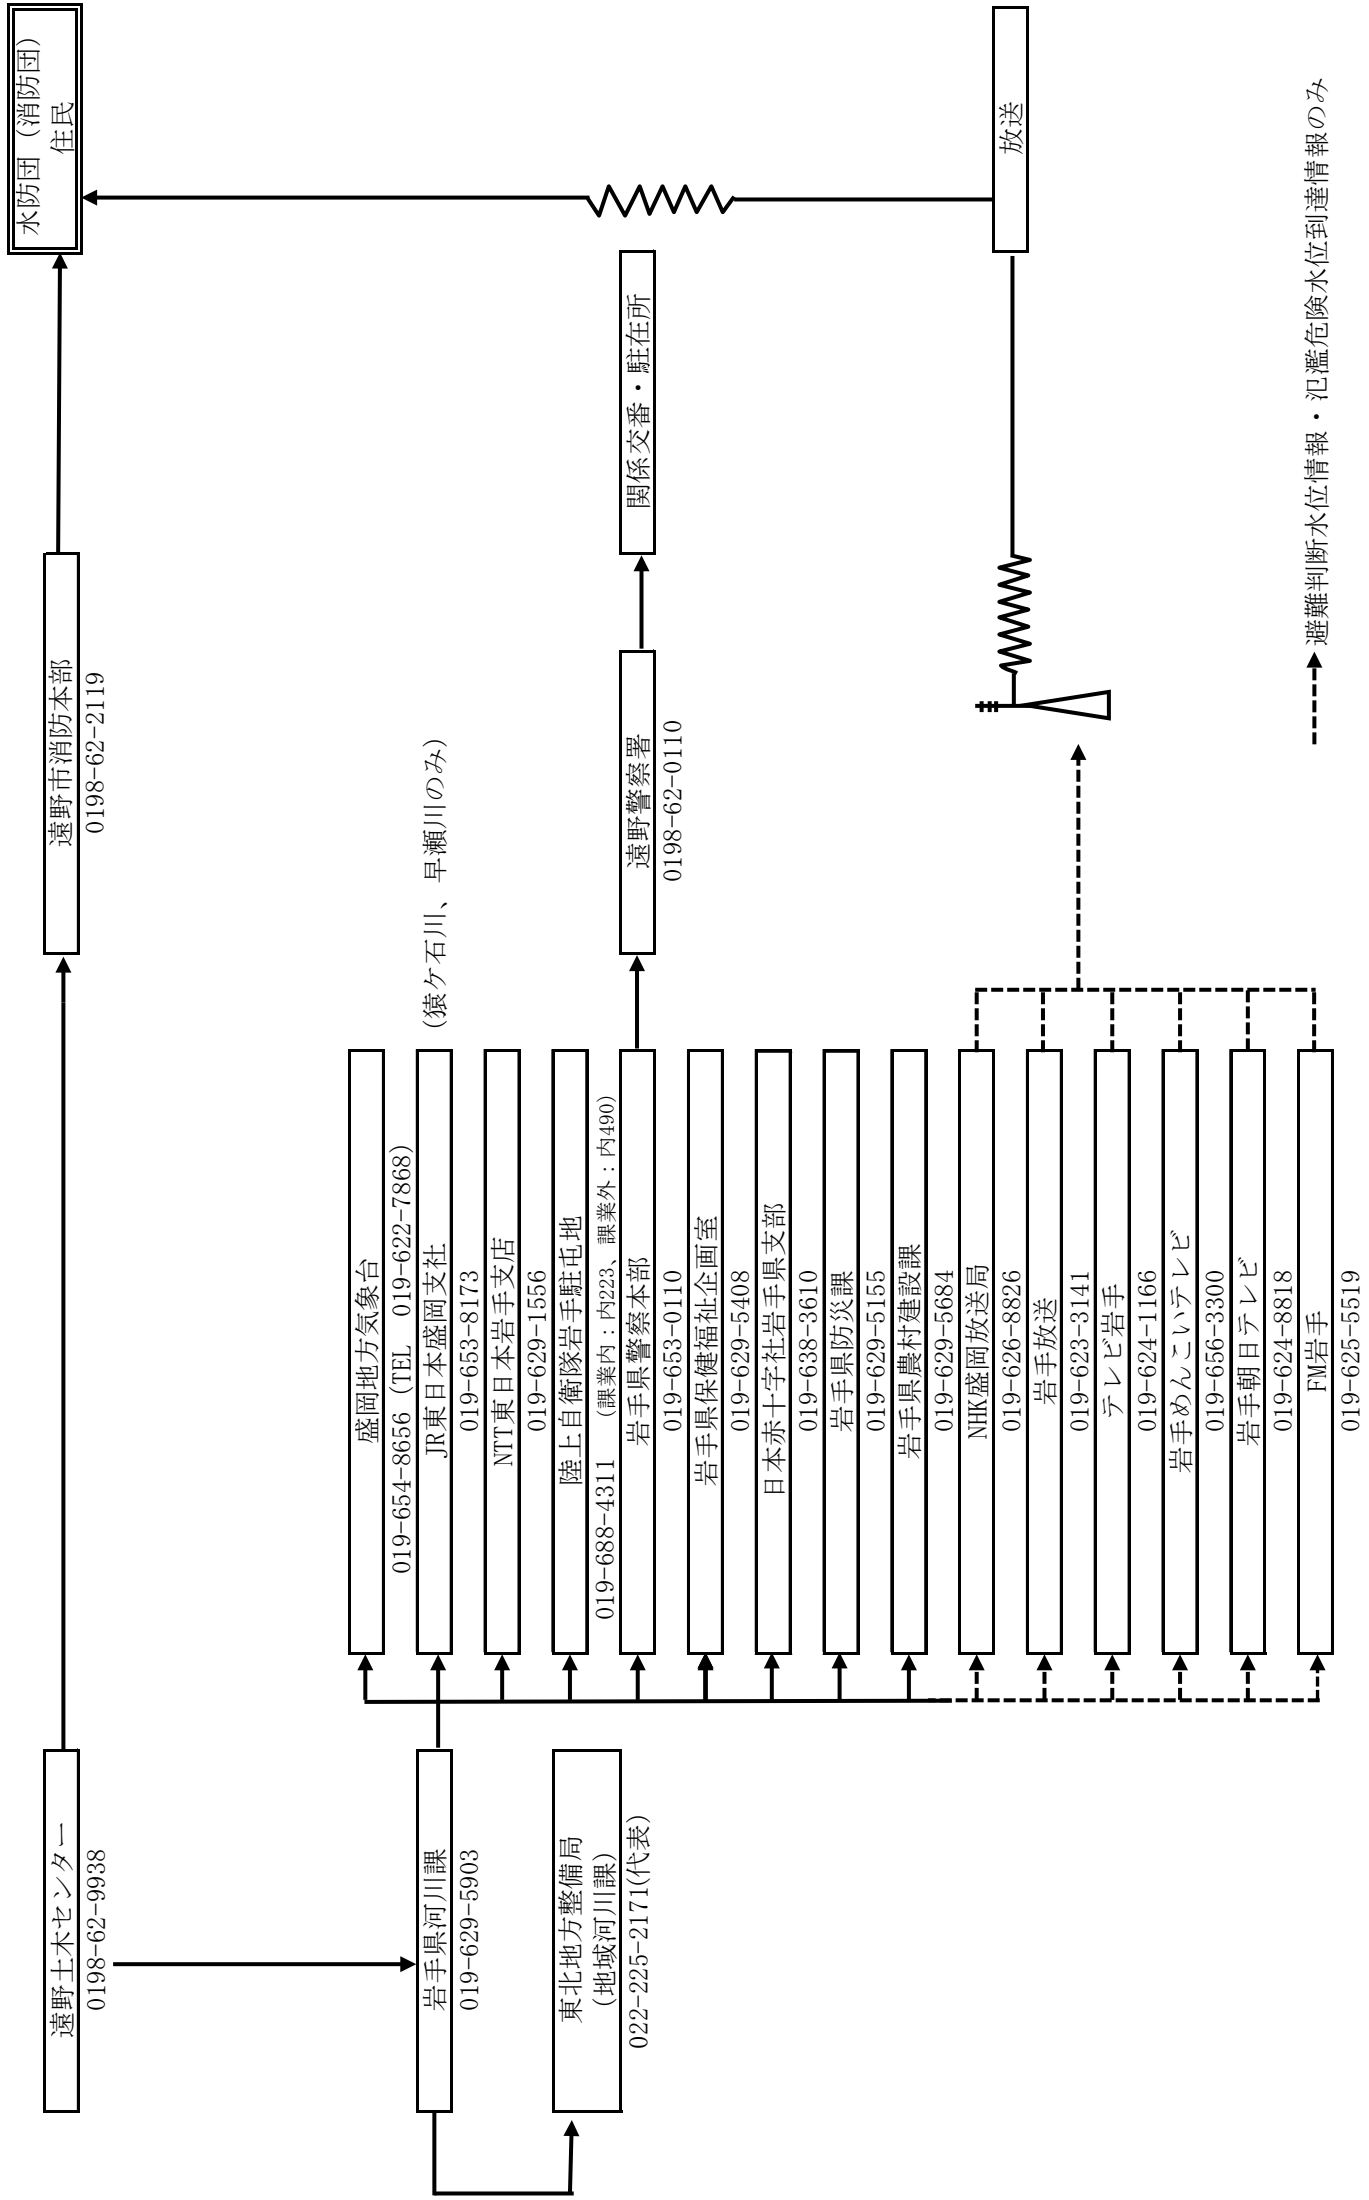 遠野土木センター
0198-62-9938
遠野市消防本部
0198-62-2119
水防団（消防団）
住民
岩手県河川課
019-629-5903
東北地方整備局
(地域河川課)
022-225-2171(代表)
盛岡地方気象台
019-654-8656（TEL 019-622-7868）
JR東日本盛岡支社
(猿ケ石川、早瀬川のみ)
019-653-8173
NTT東日本岩手支店
019-629-1556
陸上自衛隊岩手駐屯地
019-688-4311 （課業内：内223、課業外：内490）
岩手県警察本部
019-653-0110
遠野警察署
0198-62-0110
関係交番・駐在所
岩手県保健福祉企画室
019-629-5408
日本赤十字社岩手県支部
019-638-3610
岩手県防災課
019-629-5155
岩手県農村建設課
019-629-5684
NHK盛岡放送局
019-626-8826
岩手放送
019-623-3141
テレビ岩手
019-624-1166
岩手めんこいテレビ
019-656-3300
岩手朝日テレビ
019-624-8818
FM岩手
019-625-5519
放送
避難判断水位情報・氾濫危険水位到達情報のみ